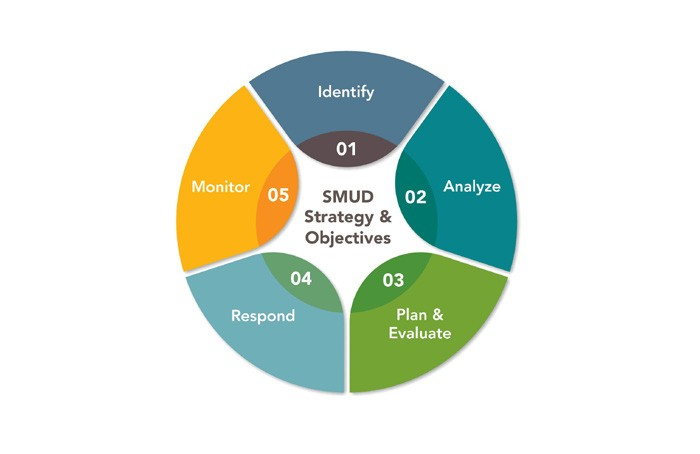 Identify
01
Analyze
02
Plan &
Evaluate
03
Respond
04
Monitor
05
SMUD
Strategy &
Objectives